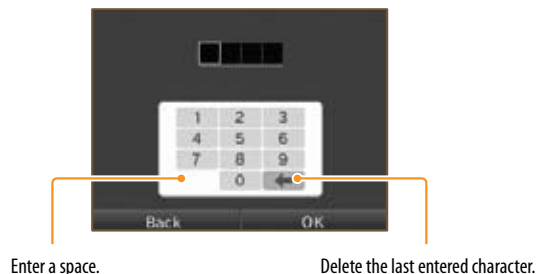 1 2 3
4 5 6
7 8 9
0
Back OK
Enter a space. Delete the last entered character.